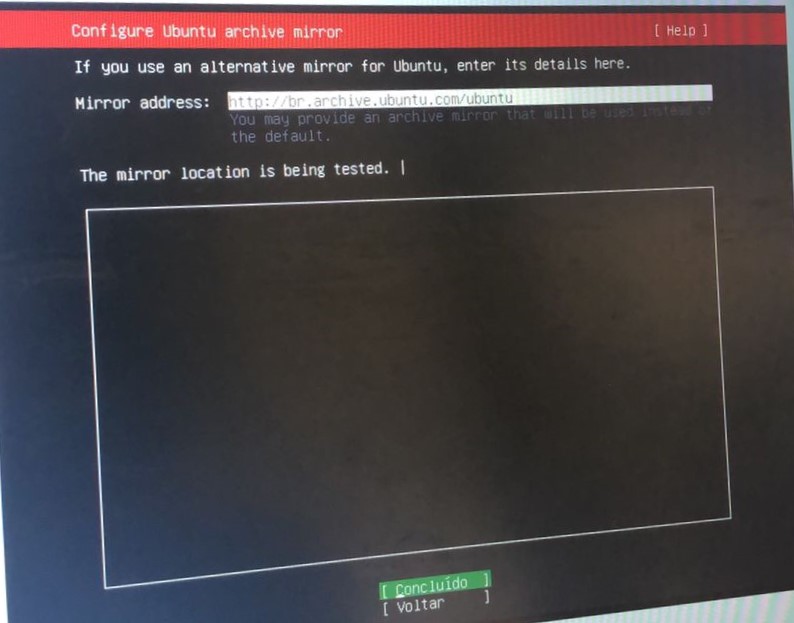 Configure Ubuntu archive mirror [ Help ]
If you use an alternative mirror for Ubuntu, enter its details here.
Mirror address: http://br.archive.ubuntu.com/ubuntu
You may provide an archive mirror that will be used instead of
the default.
The mirror location is being tested. |
[ Concluído ]
[ Voltar ]